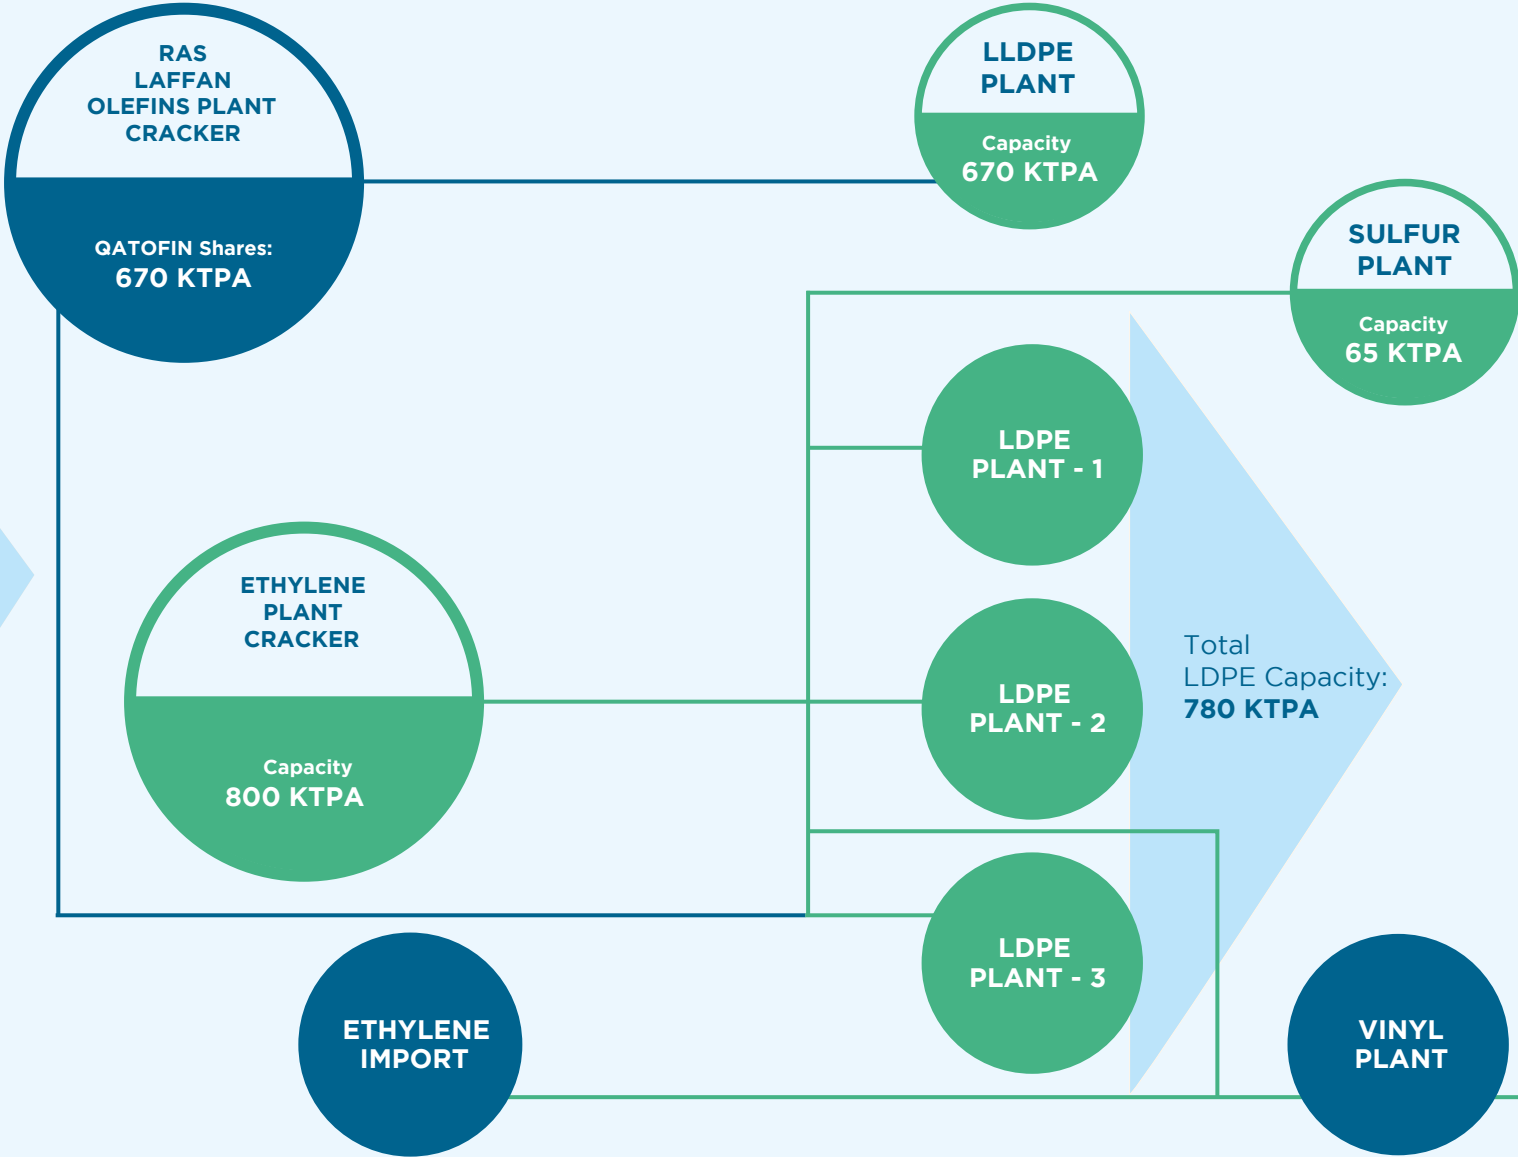 RAS
LAFFAN
OLEFINS PLANT
CRACKER
QATOFIN Shares:
670 KTPA
LLDPE
PLANT
Capacity
670 KTPA
SULFUR
PLANT
Capacity
65 KTPA
LDPE
PLANT - 1
ETHYLENE
PLANT
CRACKER
Capacity
800 KTPA
LDPE
PLANT - 2
Total
LDPE Capacity:
780 KTPA
LDPE
PLANT - 3
ETHYLENE
IMPORT
VINYL
PLANT